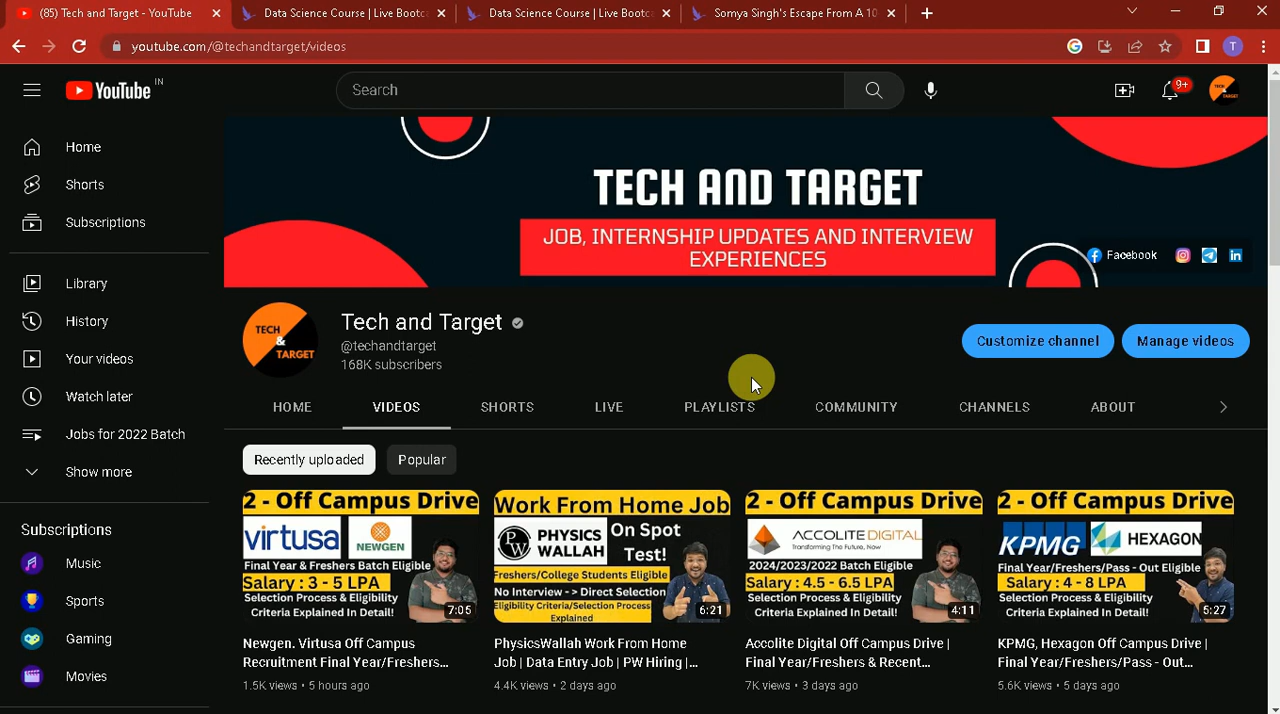 (85) Tech and Target - YouTube
Data Science Course | Live Bootca
Data Science Course | Live Bootca
Somya Singh's Escape From A 10
youtube.com/@techandtarget/videos
T
YouTube IN
Search
9+
Home
Shorts
Subscriptions
Library
History
Your videos
Watch later
Jobs for 2022 Batch
Show more
Subscriptions
Music
Sports
Gaming
Movies
TECH AND TARGET
JOB, INTERNSHIP UPDATES AND INTERVIEW
EXPERIENCES
Facebook
TECH
&
TARGET
Tech and Target
@techandtarget
168K subscribers
Customize channel
Manage videos
HOME
VIDEOS
SHORTS
LIVE
PLAYLISTS
COMMUNITY
CHANNELS
ABOUT
Recently uploaded
Popular
2 - Off Campus Drive
virtusa
NEWGEN
Final Year & Freshers Batch Eligible
Salary : 3 - 5 LPA
Selection Process & Eligibility
Criteria Explained In Detail!
7:05
Newgen. Virtusa Off Campus
Recruitment Final Year/Freshers...
1.5K views • 5 hours ago
Work From Home Job
PHYSICS
WALLAH
On Spot
Test!
Freshers/College Students Eligible
No Interview -> Direct Selection
Eligibility Criteria/Selection Process
Explained
6:21
PhysicsWallah Work From Home
Job | Data Entry Job | PW Hiring |...
4.4K views • 2 days ago
2 - Off Campus Drive
ACCOLITE DIGITAL
Transforming The Future, Now
2024/2023/2022 Batch Eligible
Salary : 4.5 - 6.5 LPA
Selection Process & Eligibility
Criteria Explained In Detail!
4:11
Accolite Digital Off Campus Drive |
Final Year/Freshers & Recent...
7K views • 3 days ago
2 - Off Campus Drive
KPMG
HEXAGON
Final Year/Freshers/Pass - Out Eligible
Salary : 4 - 8 LPA
Selection Process & Eligibility
Criteria Explained In Detail!
5:27
KPMG, Hexagon Off Campus Drive |
Final Year/Freshers/Pass - Out...
5.6K views • 5 days ago